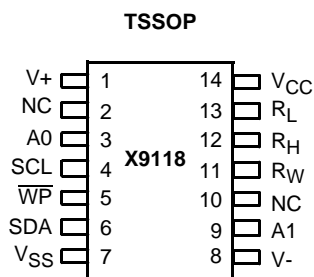 TSSOP
V+ 1 14 VCC
NC 2 13 RL
A0 3 12 RH
SCL 4 X9118 11 RW
WP 5 10 NC
SDA 6 9 A1
VSS 7 8 V-